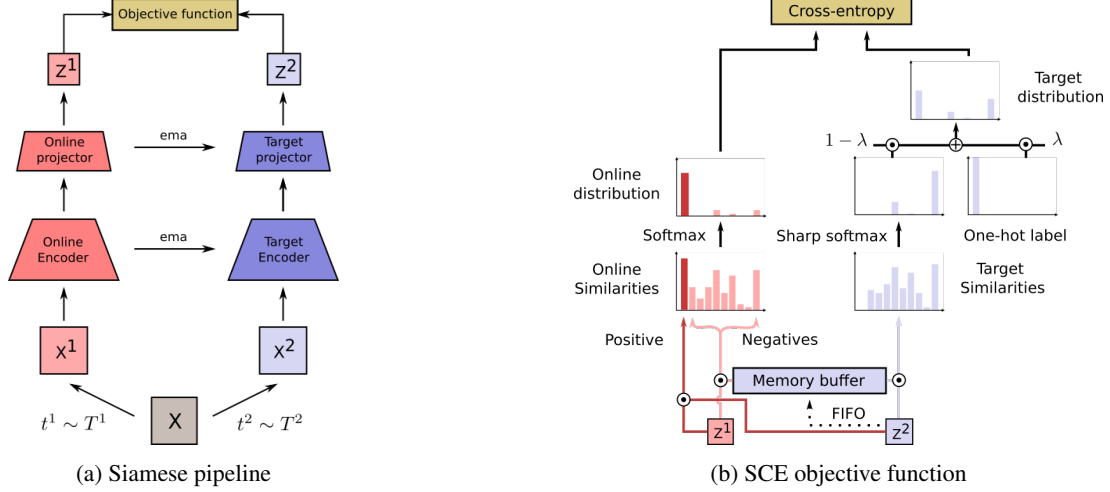 Objective function
Z¹ Z²
Online projector
ema
Target projector
Online Encoder
ema
Target Encoder
X¹ X²
t¹ ∼ T¹ X t² ∼ T²
(a) Siamese pipeline
Cross-entropy
Target
distribution
1 − λ λ
Online
distribution
Softmax Sharp softmax One-hot label
Online
Similarities
Target
Similarities
Positive Negatives
Memory buffer
FIFO
Z¹ Z²
(b) SCE objective function